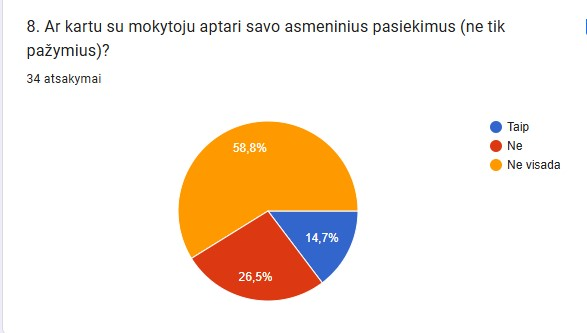 8. Ar kartu su mokytoju aptari savo asmeninius pasiekimus (ne tik
pažymius)?
34 atsakymai
Taip
Ne
Ne visada
58,8%
14,7%
26,5%